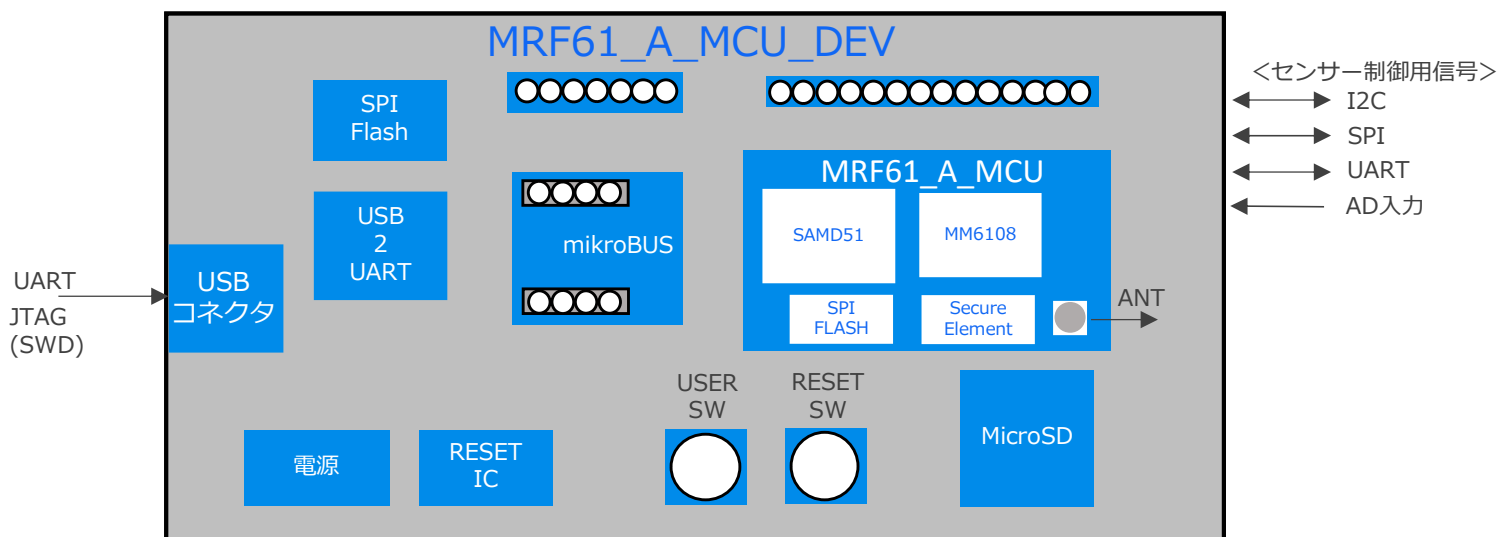 MRF61_A_MCU_DEV
<センサー制御用信号>
I2C
SPI
UART
AD入力
SPI
Flash
USB
2
UART
mikroBUS
MRF61_A_MCU
SAMD51
MM6108
SPI
FLASH
Secure
Element
ANT
UART
JTAG
(SWD)
USB
コネクタ
電源
RESET
IC
USER
SW
RESET
SW
MicroSD